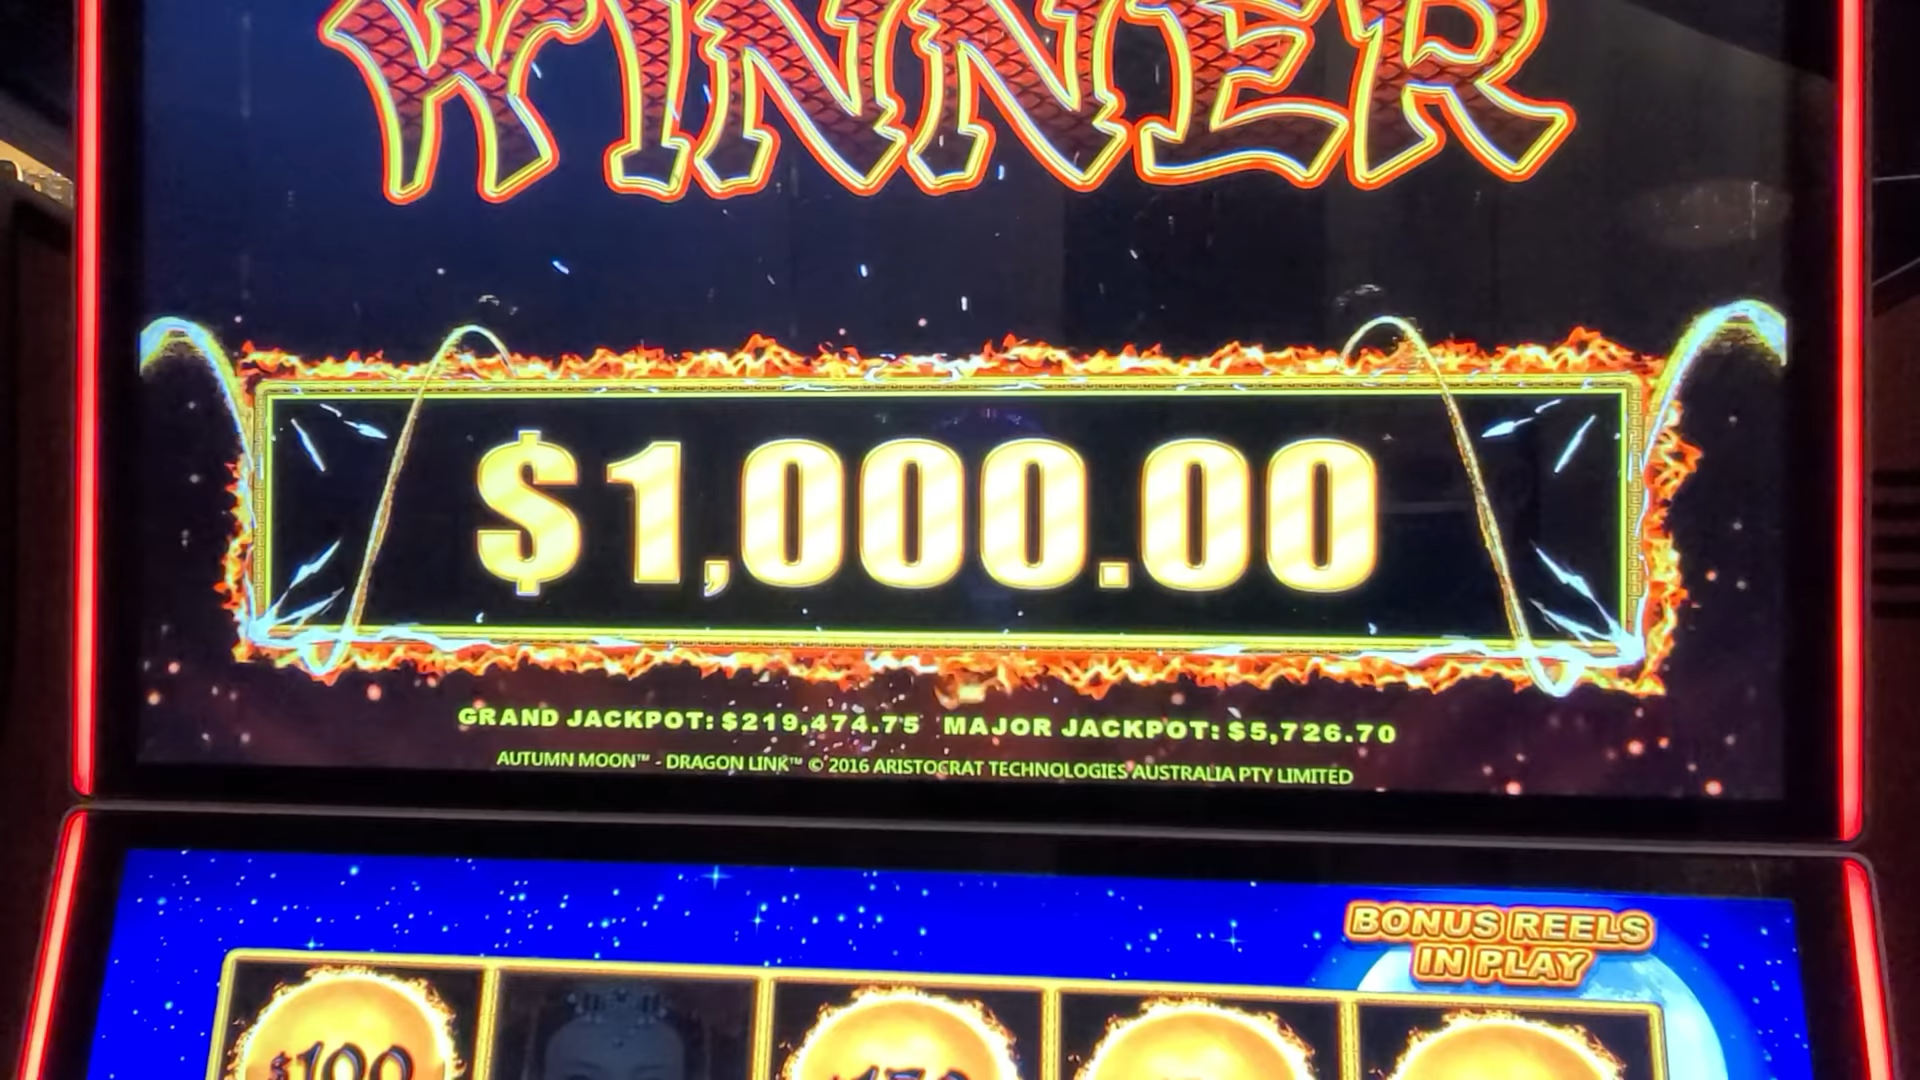 WINNER
$1,000.00
GRAND JACKPOT: $219,474.75 MAJOR JACKPOT: $5,726.70
AUTUMN MOON™ - DRAGON LINK™ © 2016 ARISTOCRAT TECHNOLOGIES AUSTRALIA PTY LIMITED
BONUS REELS
IN PLAY
$100